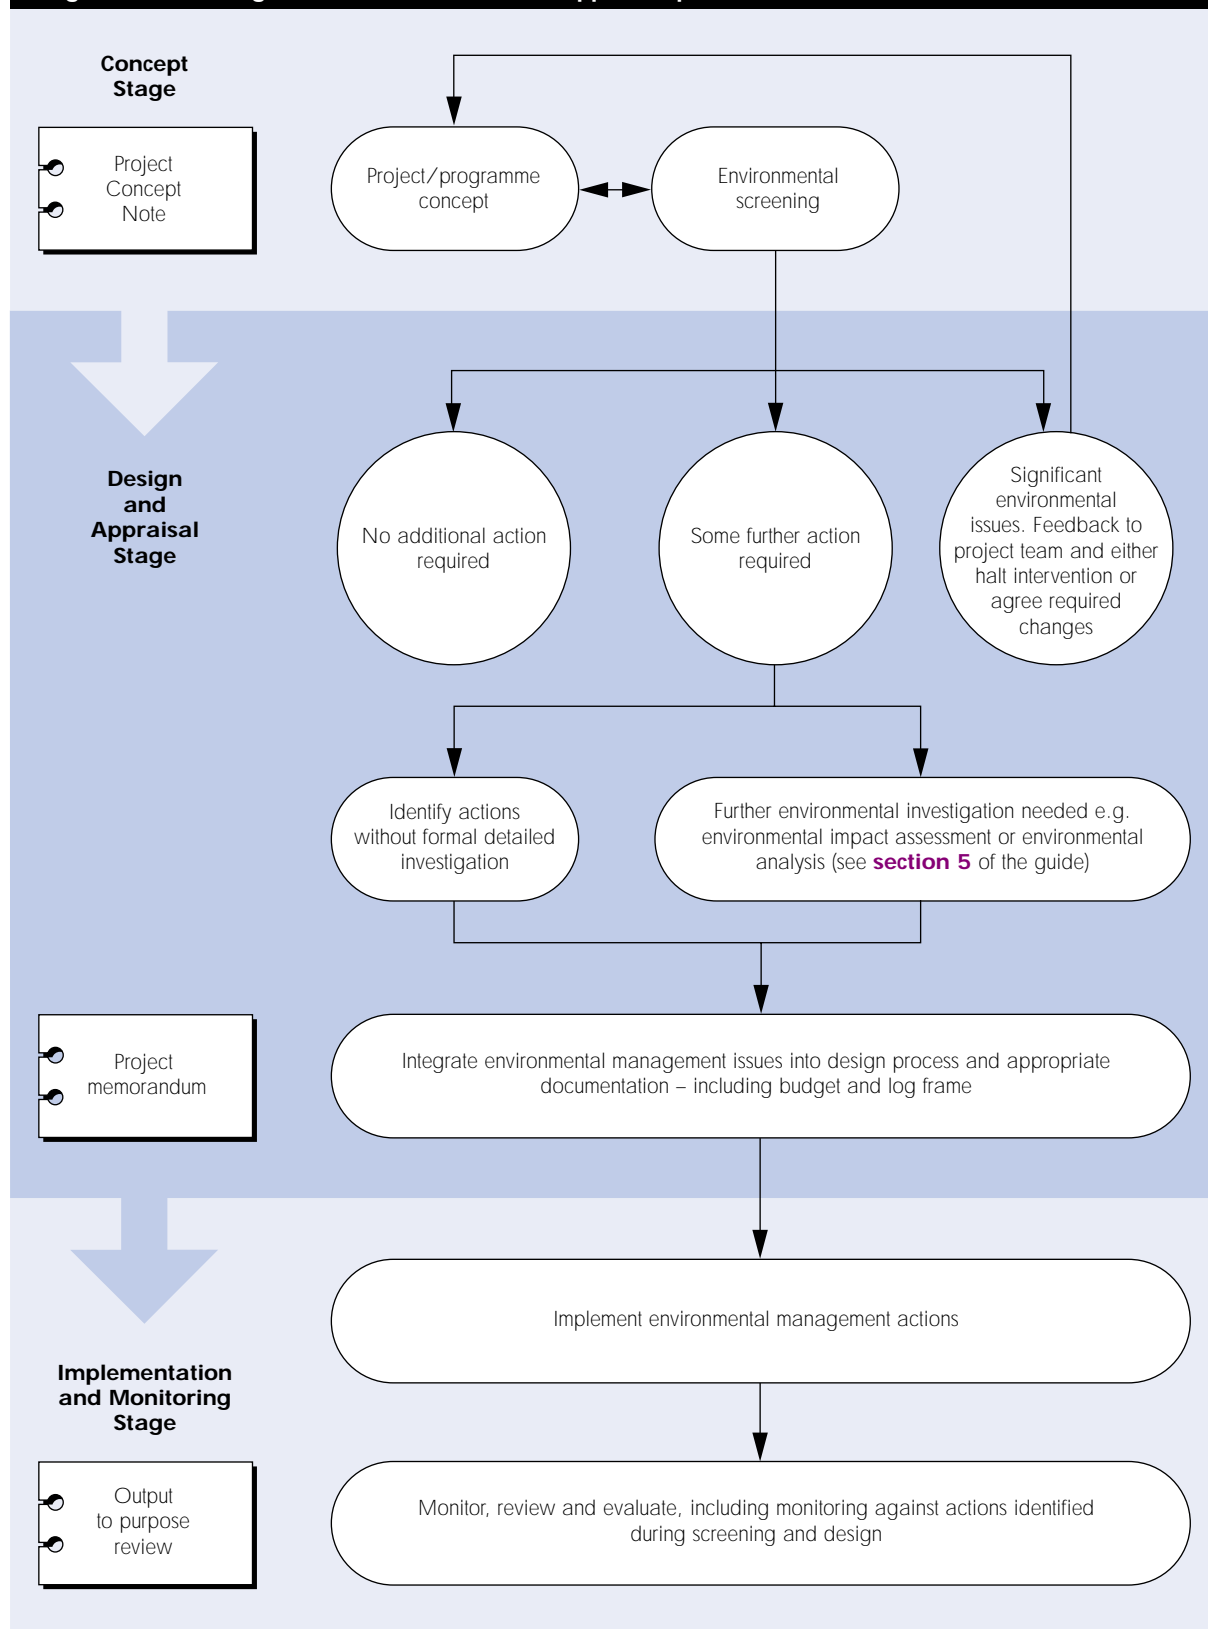 Concept
Stage
Project
Concept
Note
Project/programme
concept
Environmental
screening
Design
and
Appraisal
Stage
No additional action
required
Some further action
required
Significant
environmental
issues. Feedback to
project team and either
halt intervention or
agree required
changes
Identify actions
without formal detailed
investigation
Further environmental investigation needed e.g.
environmental impact assessment or environmental
analysis (see section 5 of the guide)
Project
memorandum
Integrate environmental management issues into design process and appropriate
documentation – including budget and log frame
Implement environmental management actions
Implementation
and Monitoring
Stage
Output
to purpose
review
Monitor, review and evaluate, including monitoring against actions identified
during screening and design